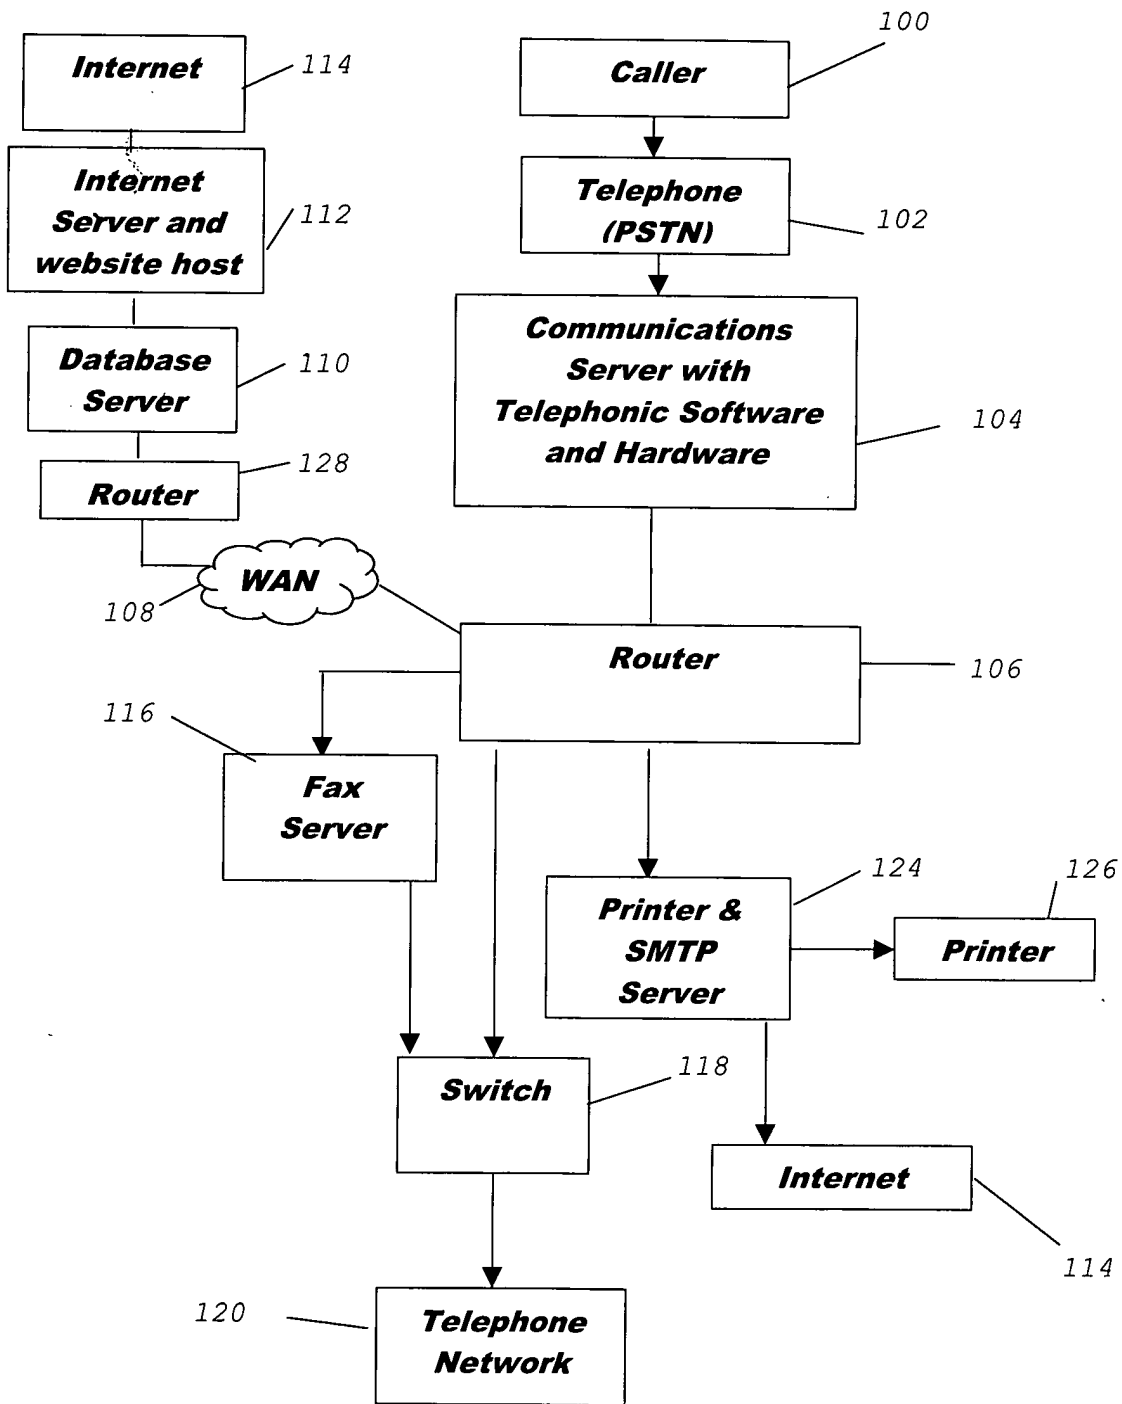 100
Internet
114
Caller
Internet
Server and
website host
112
Telephone
(PSTN)
102
Communications
Server with
Telephonic Software
and Hardware
104
Database
Server
110
Router
128
WAN
108
Router
106
116
Fax
Server
124
126
Printer &
SMTP
Server
Printer
Switch
118
Internet
114
120
Telephone
Network